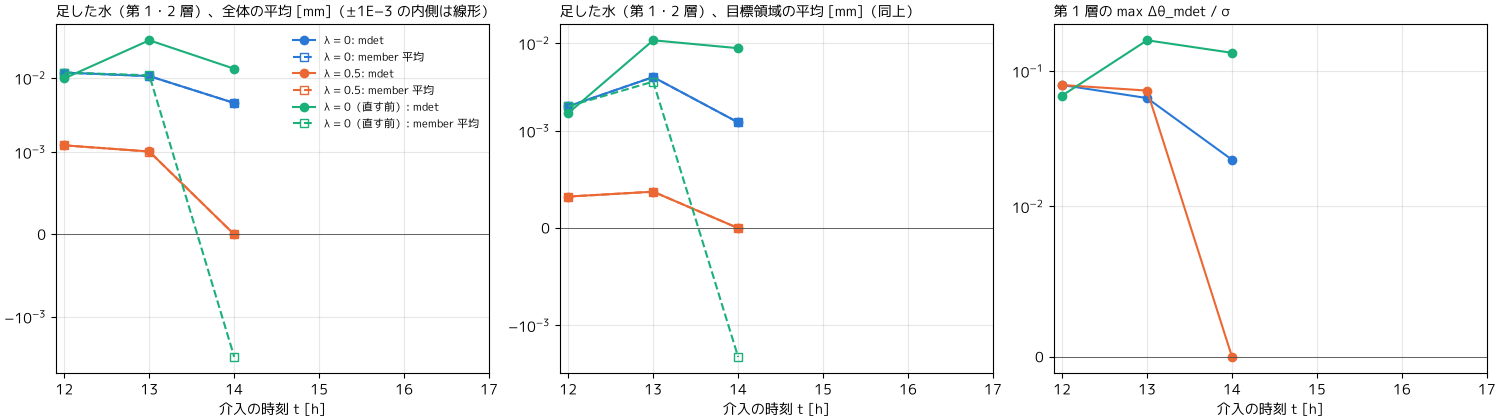 足した水（第 1・2 層）、全体の平均 [mm]（±1E−3 の内側は線形）
10−2
10−3
0
−10−3
12 13 14 15 16 17
介入の時刻 t [h]
λ = 0: mdet
λ = 0: member 平均
λ = 0.5: mdet
λ = 0.5: member 平均
λ = 0（直す前）: mdet
λ = 0（直す前）: member 平均
足した水（第 1・2 層）、目標領域の平均 [mm]（同上）
10−2
10−3
0
−10−3
12 13 14 15 16 17
介入の時刻 t [h]
第 1 層の max Δθ_mdet / σ
10−1
10−2
0
12 13 14 15 16 17
介入の時刻 t [h]